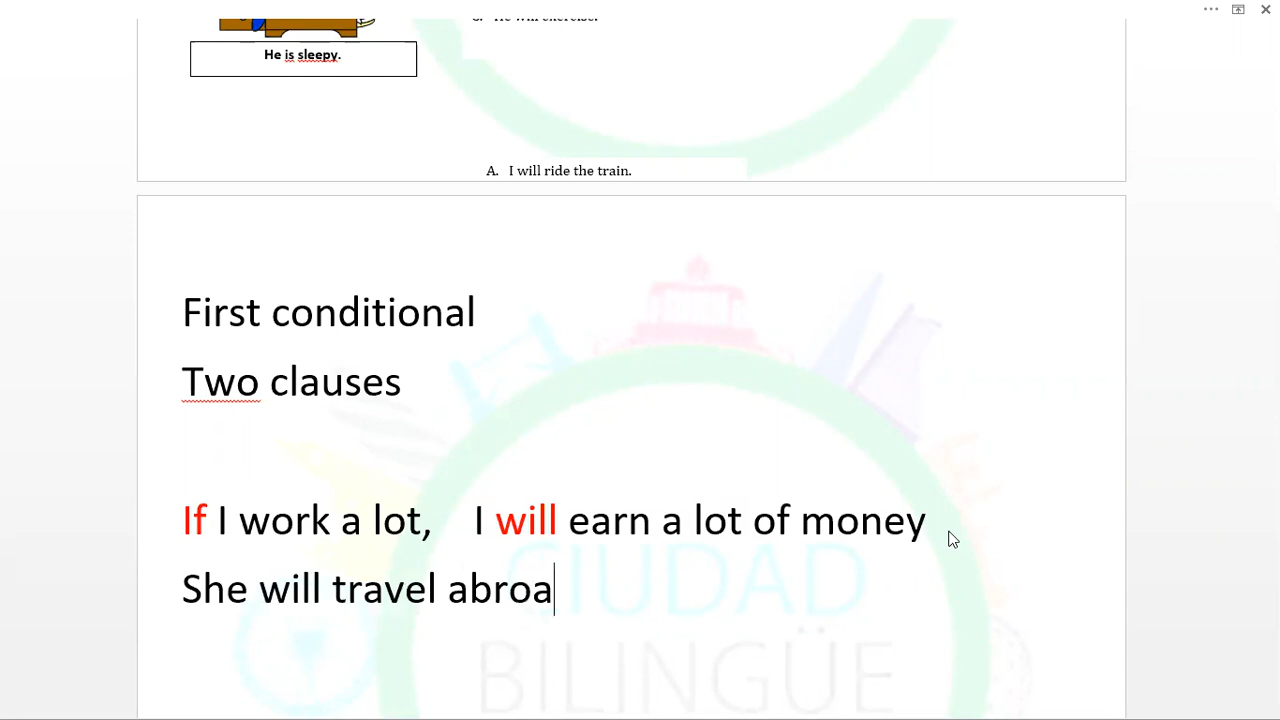 He is sleepy.
A. I will ride the train.
First conditional
Two clauses
If I work a lot, I will earn a lot of money
She will travel abroa
CIUDAD
BILINGÜE